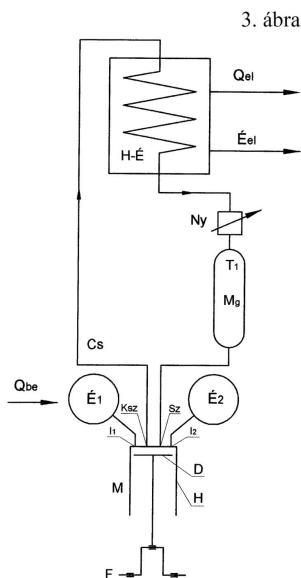 3. ábra
Qel
Éel
H-É
Ny
T1
Mg
Cs
Qbe
É1
É2
Ksz
Sz
I1
I2
D
M
H
F